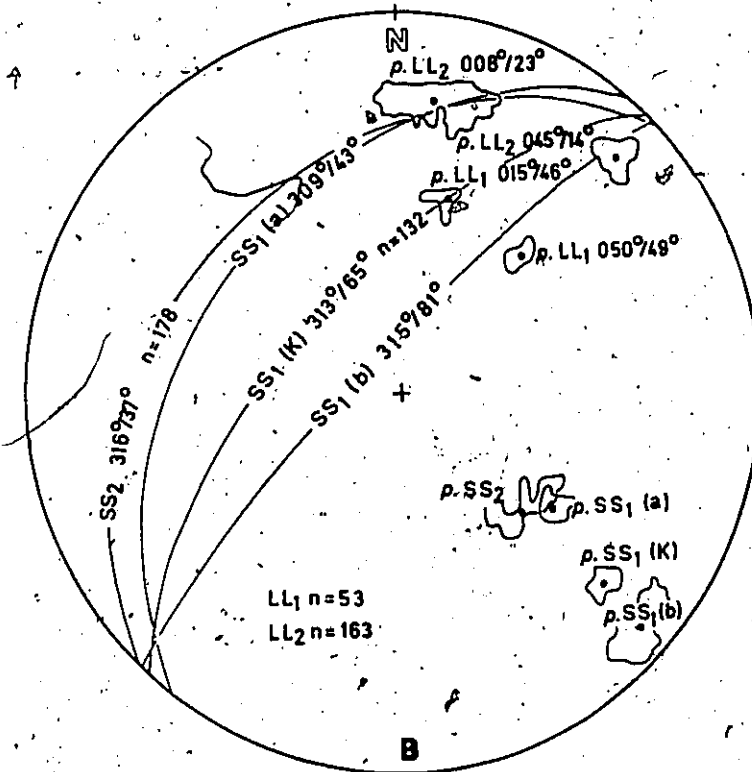 N
p. LL2 008°/23°
p. LL2 045°/14°
p. LL1 015°/46°
p. LL1 050°/49°
SS1 (a) 309°/43°
SS1 (K) 313°/65° n=132
SS1 (b) 315°/81°
SS2 316°/37° n=178
p. SS2
p. SS1 (a)
p. SS1 (K)
p. SS1 (b)
LL1 n=53
LL2 n=163
B